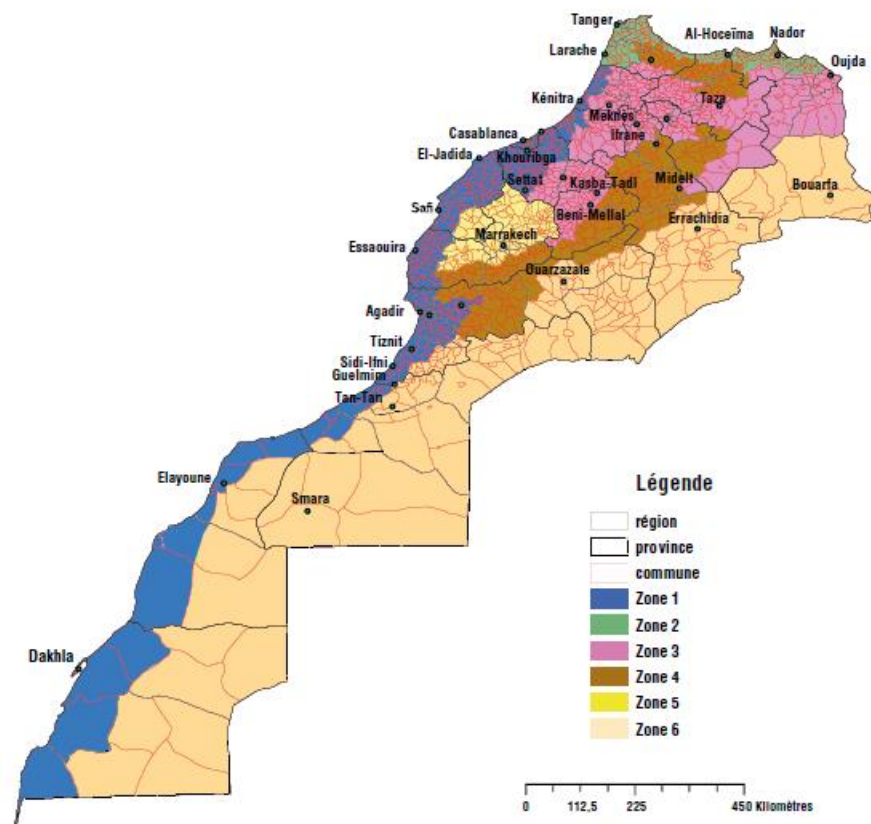 Tanger
Al-Hoceïma
Nador
Larache
Oujda
Kénitra
Taza
Meknes
Casablanca
Ifrane
El-Jadida
Khouribga
Settat
Kasba-Tadl
Midelt
Bouarfa
Safi
Beni-Mellal
Errachidia
Marrakech
Essaouira
Ouarzazate
Agadir
Tiznit
Sidi-Ifni
Guelmim
Tan-Tan
Elayoune
Smara
Dakhla
Légende
région
province
commune
Zone 1
Zone 2
Zone 3
Zone 4
Zone 5
Zone 6
0 112,5 225 450 Kilomètres